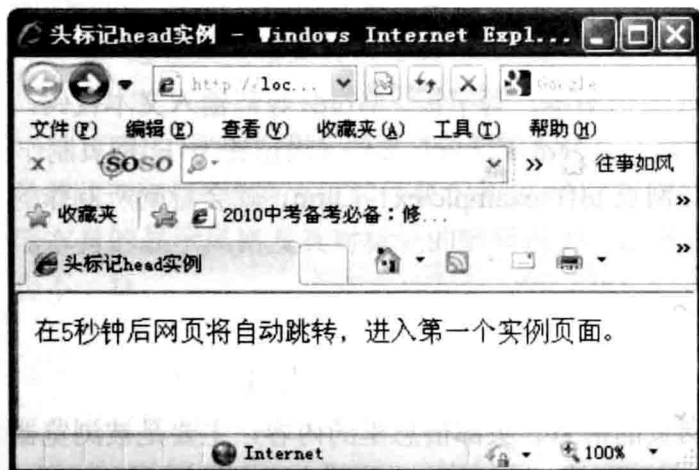 头标记head实例 - Windows Internet Expl...
http://loc...
Google
文件(F) 编辑(E) 查看(V) 收藏夹(A) 工具(T) 帮助(H)
x SOSO » 往事如风
收藏夹 2010中考备考必备：修... »
头标记head实例 »
在5秒钟后网页将自动跳转，进入第一个实例页面。
Internet 100%